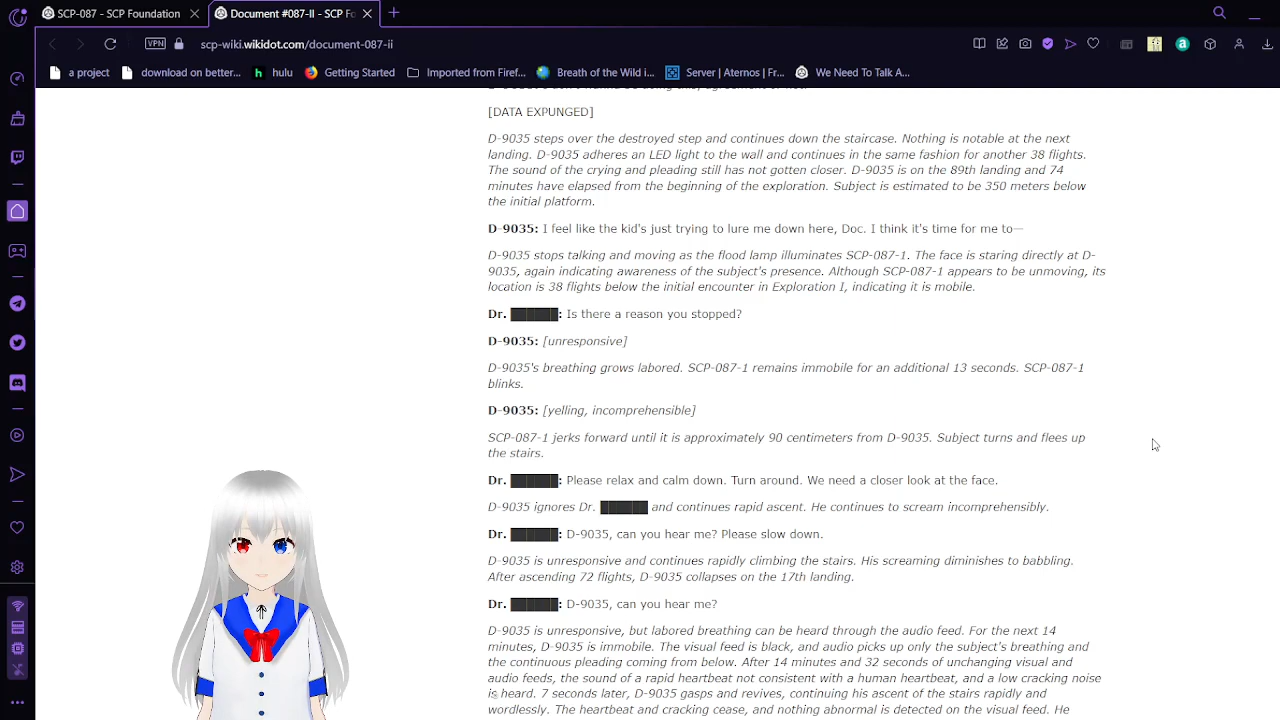 SCP-087 - SCP Foundation
Document #087-II - SCP Fo
VPN
scp-wiki.wikidot.com/document-087-ii
a project
download on better...
h hulu
Getting Started
Imported from Firef...
Breath of the Wild i...
Server | Aternos | Fr...
We Need To Talk A...
[DATA EXPUNGED]
D-9035 steps over the destroyed step and continues down the staircase. Nothing is notable at the next
landing. D-9035 adheres an LED light to the wall and continues in the same fashion for another 38 flights.
The sound of the crying and pleading still has not gotten closer. D-9035 is on the 89th landing and 74
minutes have elapsed from the beginning of the exploration. Subject is estimated to be 350 meters below
the initial platform.
D-9035: I feel like the kid's just trying to lure me down here, Doc. I think it's time for me to—
D-9035 stops talking and moving as the flood lamp illuminates SCP-087-1. The face is staring directly at D-
9035, again indicating awareness of the subject's presence. Although SCP-087-1 appears to be unmoving, its
location is 38 flights below the initial encounter in Exploration I, indicating it is mobile.
Dr. ██████: Is there a reason you stopped?
D-9035: [unresponsive]
D-9035's breathing grows labored. SCP-087-1 remains immobile for an additional 13 seconds. SCP-087-1
blinks.
D-9035: [yelling, incomprehensible]
SCP-087-1 jerks forward until it is approximately 90 centimeters from D-9035. Subject turns and flees up
the stairs.
Dr. ██████: Please relax and calm down. Turn around. We need a closer look at the face.
D-9035 ignores Dr. ██████ and continues rapid ascent. He continues to scream incomprehensibly.
Dr. ██████: D-9035, can you hear me? Please slow down.
D-9035 is unresponsive and continues rapidly climbing the stairs. His screaming diminishes to babbling.
After ascending 72 flights, D-9035 collapses on the 17th landing.
Dr. ██████: D-9035, can you hear me?
D-9035 is unresponsive, but labored breathing can be heard through the audio feed. For the next 14
minutes, D-9035 is immobile. The visual feed is black, and audio picks up only the subject's breathing and
the continuous pleading coming from below. After 14 minutes and 32 seconds of unchanging visual and
audio feeds, the sound of a rapid heartbeat not consistent with a human heartbeat, and a low cracking noise
is heard. 7 seconds later, D-9035 gasps and revives, continuing his ascent of the stairs rapidly and
wordlessly. The heartbeat and cracking cease, and nothing abnormal is detected on the visual feed. He